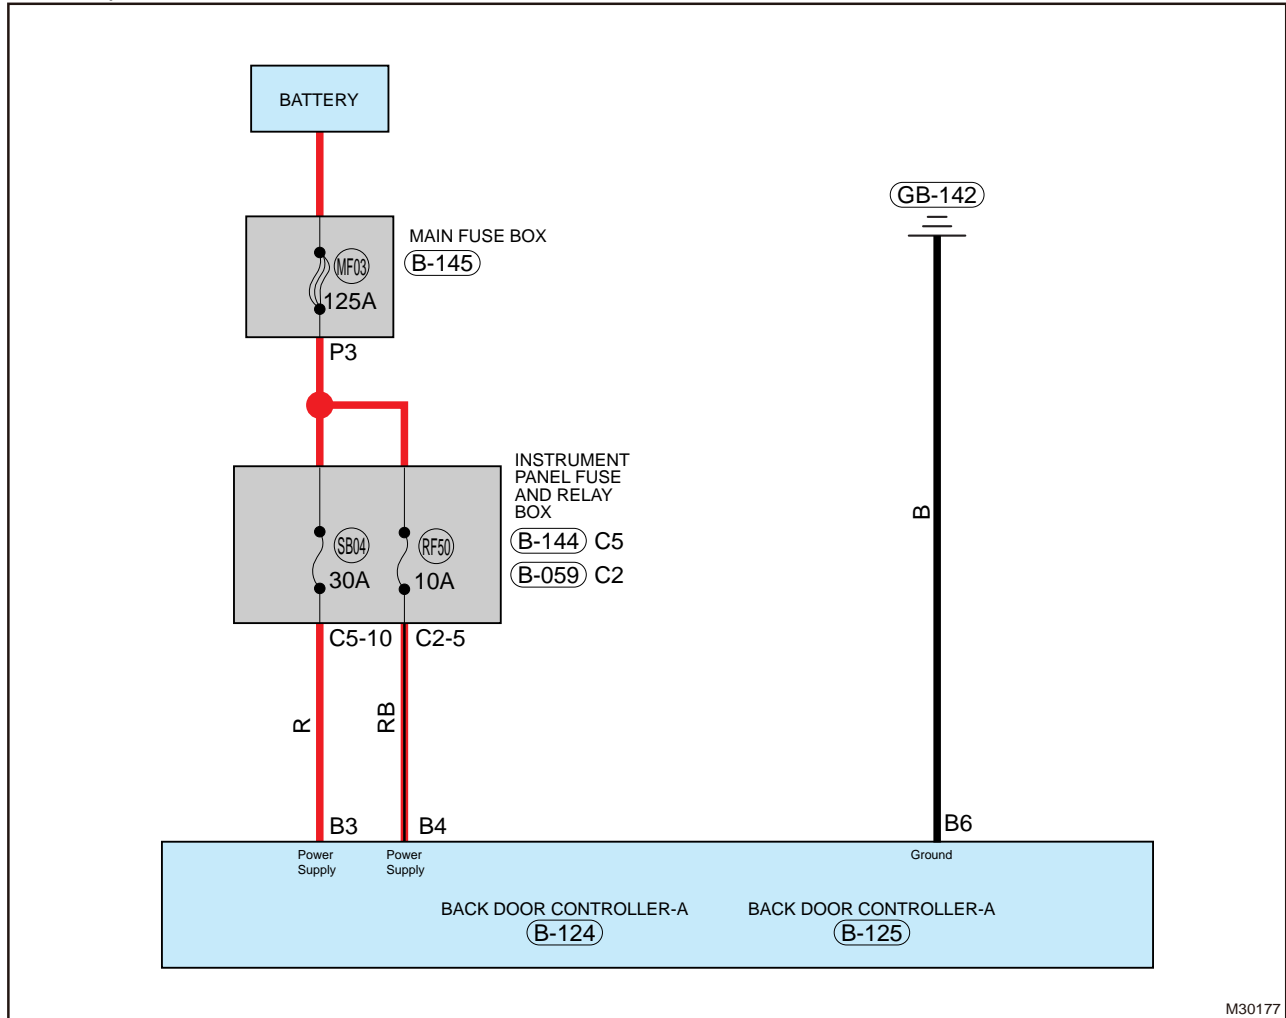 BATTERY
GB-142
MAIN FUSE BOX
B-145
MF03
125A
P3
INSTRUMENT
PANEL FUSE
AND RELAY
BOX
B-144 C5
B-059 C2
SB04
30A
RF50
10A
C5-10 C2-5
R
RB
B
B3 B4 B6
Power
Supply
Power
Supply
Ground
BACK DOOR CONTROLLER-A
B-124
BACK DOOR CONTROLLER-A
B-125
M30177